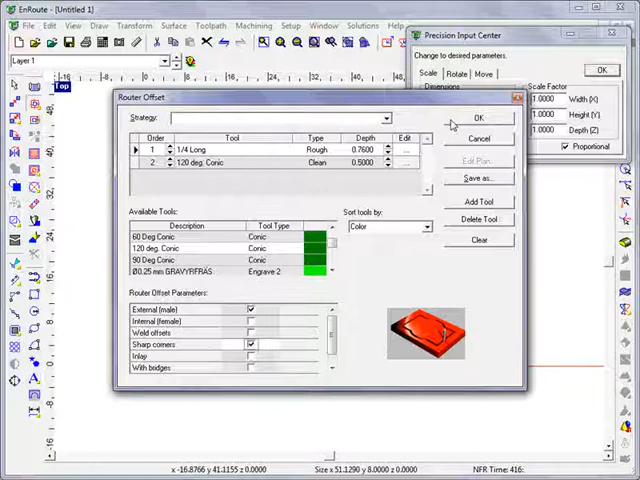 EnRoute - [Untitled 1]
File Edit View Draw Transform Offset Toolpath Setup Window Solutions Help
Layer 1
Top
-16 -8 0 8
-16
Precision Input Center
Change to desired parameters.
OK
Scale Rotate Move
Dimensions
Scale Factor
1.0000 Width (X)
1.0000 Height (Y)
1.0000 Depth (Z)
Proportional
Router Offset
Strategy:
OK
Order Tool Type Depth Edit
1 1/4 Long Rough 0.7600 ...
2 120 deg. Conic Clean 0.5000 ...
Cancel
Edit Plan...
Save as...
Add Tool
Delete Tool
Clear
Available Tools:
Sort tools by:
Description Tool Type
Color
60 Deg Conic Conic
120 deg. Conic Conic
90 Deg Conic Conic
Ø0.25 mm GRAVYRFRÄS Engrave 2
Router Offset Parameters:
External (male)
Internal (female)
Weld offsets
Sharp corners
Inlay
With bridges
x -16.8766 y 41.1155 z 0.0000
Size x 51.1290 y 8.0000 z 0.0000
NFR Time: 416: